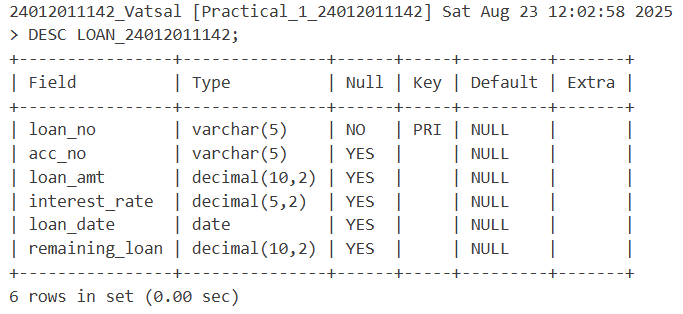 24012011142_Vatsal [Practical_1_24012011142] Sat Aug 23 12:02:58 2025
> DESC LOAN_24012011142;
+----------------+---------------+------+-----+---------+-------+
| Field          | Type          | Null | Key | Default | Extra |
+----------------+---------------+------+-----+---------+-------+
| loan_no        | varchar(5)    | NO   | PRI | NULL    |       |
| acc_no         | varchar(5)    | YES  |     | NULL    |       |
| loan_amt       | decimal(10,2) | YES  |     | NULL    |       |
| interest_rate  | decimal(5,2)  | YES  |     | NULL    |       |
| loan_date      | date          | YES  |     | NULL    |       |
| remaining_loan | decimal(10,2) | YES  |     | NULL    |       |
+----------------+---------------+------+-----+---------+-------+
6 rows in set (0.00 sec)